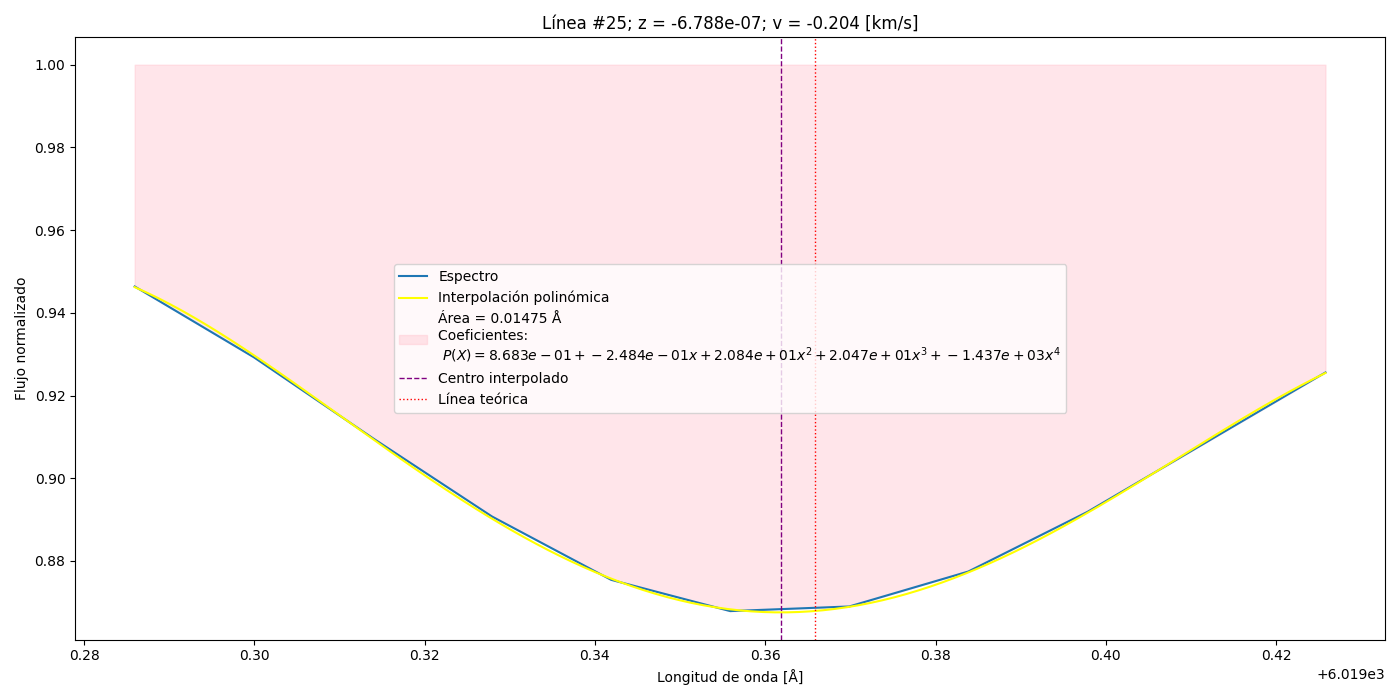 Línea #25; z = -6.788e-07; v = -0.204 [km/s]
Flujo normalizado
1.00
0.98
0.96
0.94
0.92
0.90
0.88
Espectro
Interpolación polinómica
Área = 0.01475 Å
Coeficientes:
P(X) = 8.683e − 01 + − 2.484e − 01x + 2.084e + 01x² + 2.047e + 01x³ + − 1.437e + 03x⁴
Centro interpolado
Línea teórica
0.28 0.30 0.32 0.34 0.36 0.38 0.40 0.42
+6.019e3
Longitud de onda [Å]